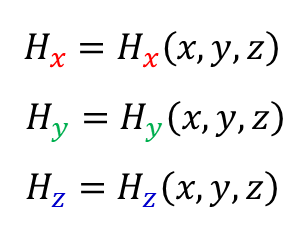 H_x = H_x(x, y, z)
H_y = H_y(x, y, z)
H_z = H_z(x, y, z)